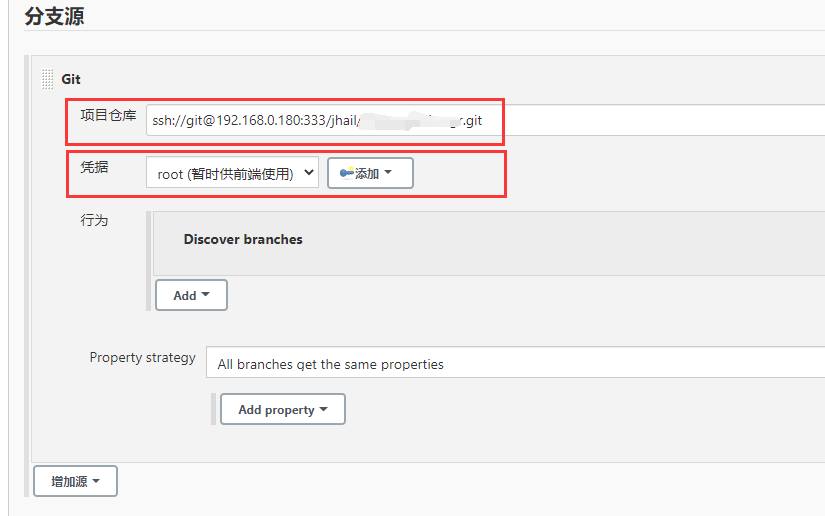 分支源
Git
项目仓库
ssh://git@192.168.0.180:333/jhail/ r.git
凭据
root (暂时供前端使用)
添加
行为
Discover branches
Add
Property strategy
All branches get the same properties
Add property
增加源